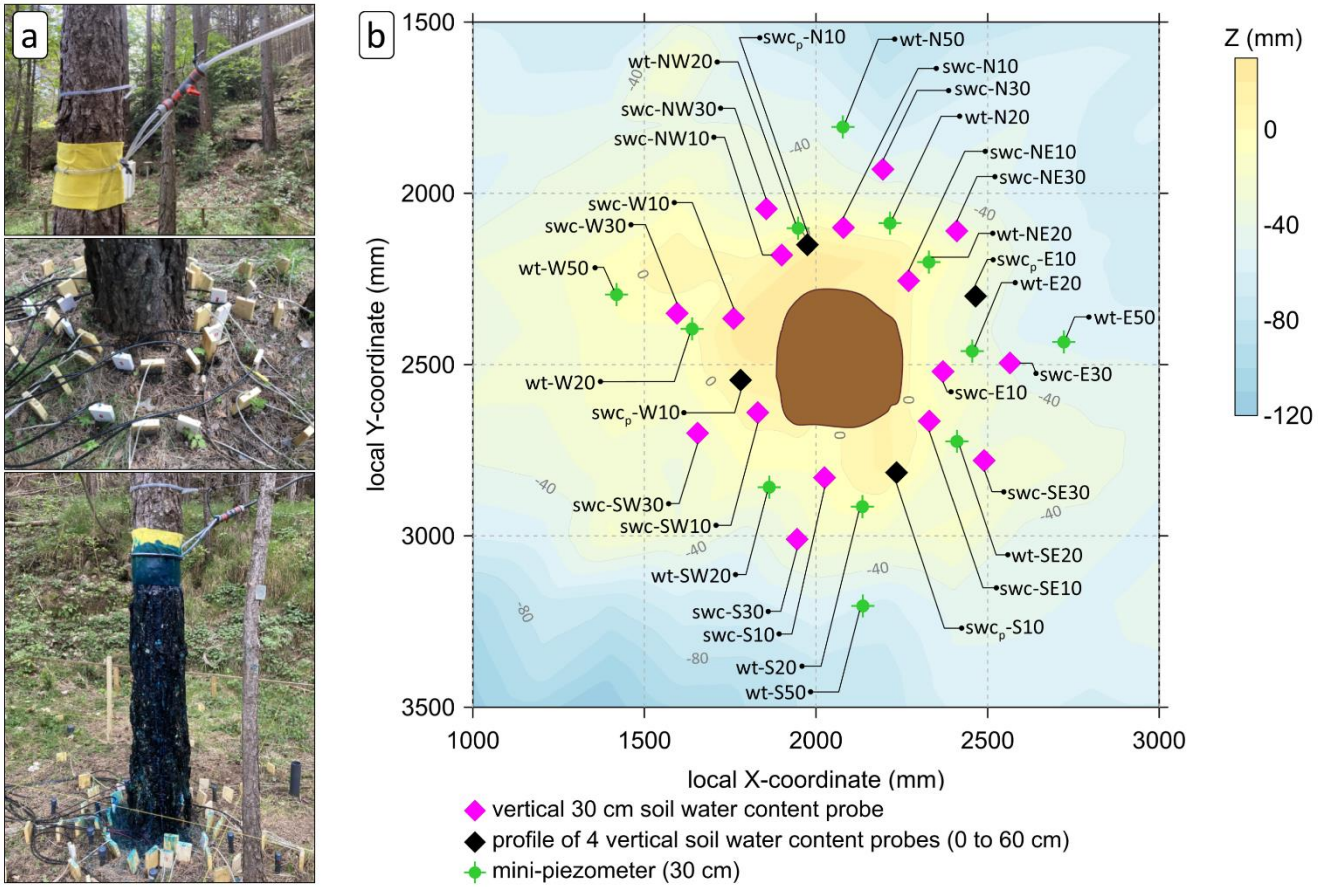 a
b
1500
2000
2500
3000
3500
1000
1500
2000
2500
3000
local Y-coordinate (mm)
local X-coordinate (mm)
Z (mm)
0
-40
-80
-120
swcp-N10
wt-N50
wt-NW20
swc-N10
swc-N30
swc-NW30
wt-N20
swc-NW10
swc-NE10
swc-NE30
swc-W10
swc-W30
wt-NE20
swcp-E10
wt-W50
wt-E20
wt-E50
wt-W20
swc-E30
swc-E10
swcp-W10
swc-SW30
swc-SE30
swc-SW10
wt-SE20
wt-SW20
swc-SE10
swc-S30
swcp-S10
swc-S10
wt-S20
wt-S50
-40
-40
-40
0
0
0
0
-40
-40
-40
-40
-40
-80
-80
vertical 30 cm soil water content probe
profile of 4 vertical soil water content probes (0 to 60 cm)
mini-piezometer (30 cm)